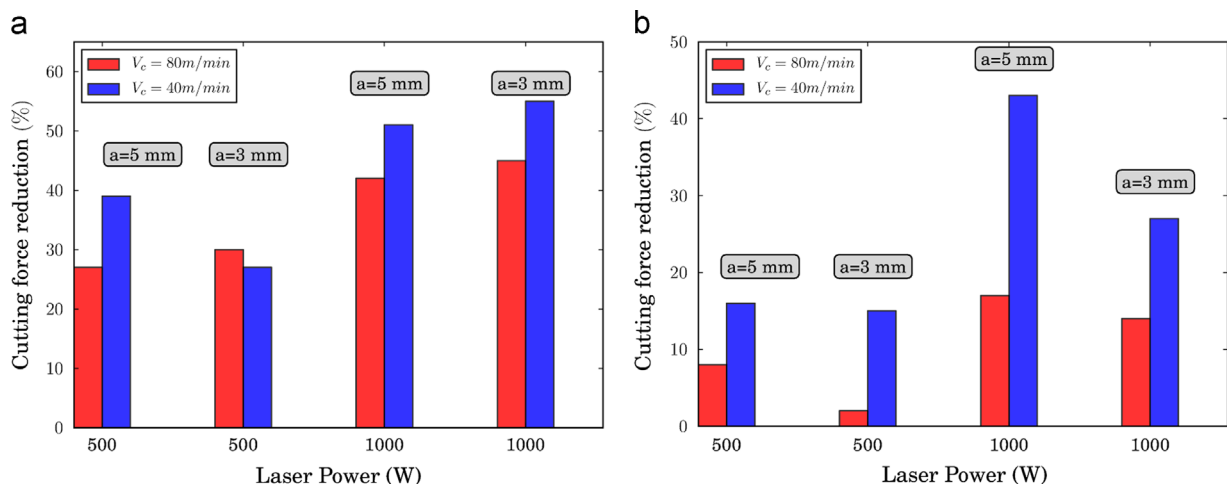 a
V_c = 80m/min
V_c = 40m/min
a=5 mm
a=3 mm
a=5 mm
a=3 mm
Cutting force reduction (%)
60
50
40
30
20
10
0
500
500
1000
1000
Laser Power (W)
b
V_c = 80m/min
V_c = 40m/min
a=5 mm
a=3 mm
a=5 mm
a=3 mm
Cutting force reduction (%)
50
40
30
20
10
0
500
500
1000
1000
Laser Power (W)